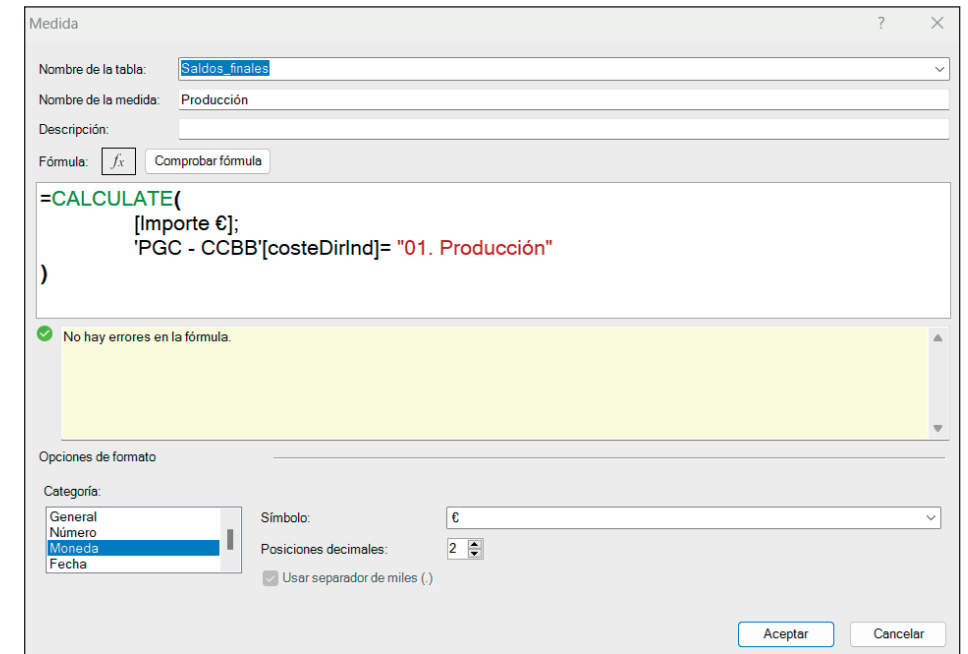 Medida ? ×
Nombre de la tabla: Saldos_finales
Nombre de la medida: Producción
Descripción:
Fórmula: fx Comprobar fórmula
=CALCULATE(
[Importe €];
'PGC - CCBB'[costeDirInd]= "01. Producción"
)
No hay errores en la fórmula.
Opciones de formato
Categoría:
General
Número
Moneda
Fecha
Símbolo: €
Posiciones decimales: 2
Usar separador de miles (.)
Aceptar Cancelar